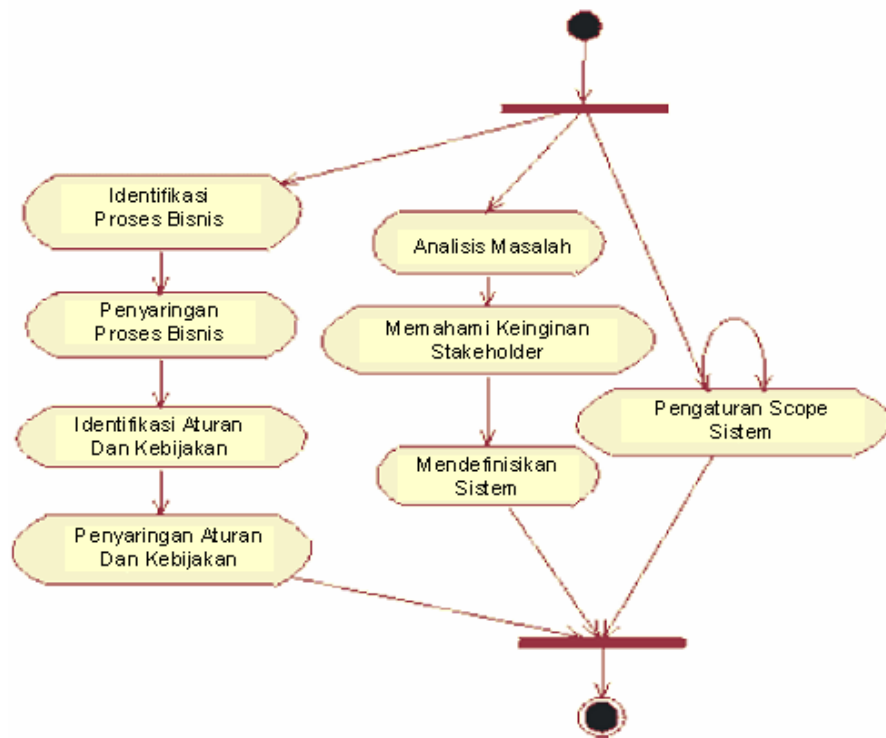 Identifikasi
Proses Bisnis
Penyaringan
Proses Bisnis
Identifikasi Aturan
Dan Kebijakan
Penyaringan Aturan
Dan Kebijakan
Analisis Masalah
Memahami Keinginan
Stakeholder
Mendefinisikan
Sistem
Pengaturan Scope
Sistem